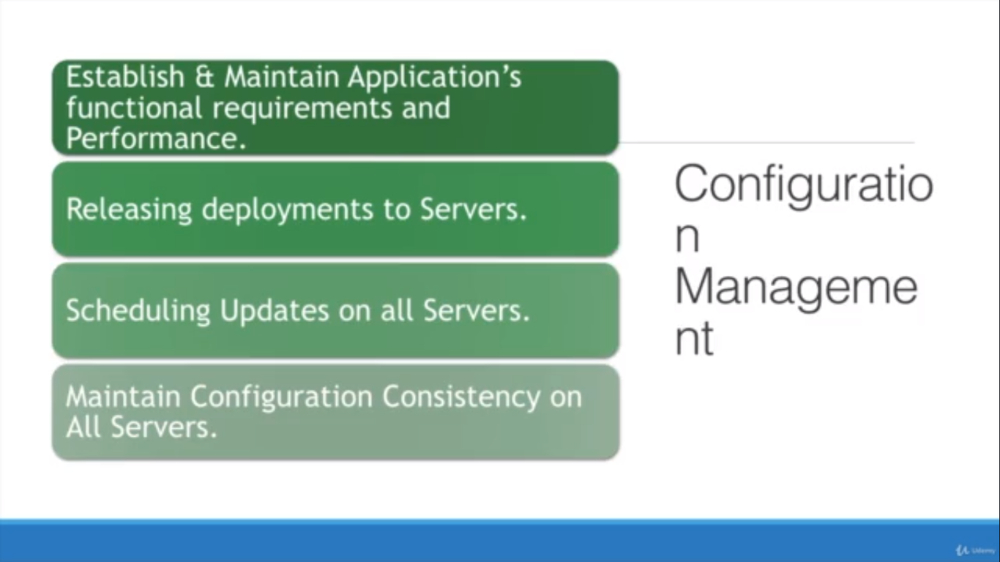 Establish & Maintain Application’s
functional requirements and
Performance.
Releasing deployments to Servers.
Scheduling Updates on all Servers.
Maintain Configuration Consistency on
All Servers.
Configuratio
n
Manageme
nt
Udemy